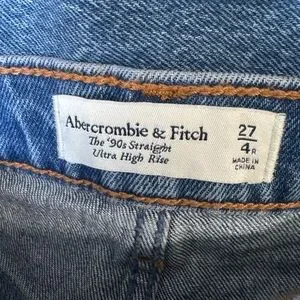 Abercrombie & Fitch
The '90s Straight
Ultra High Rise
27
4R
MADE IN
CHINA